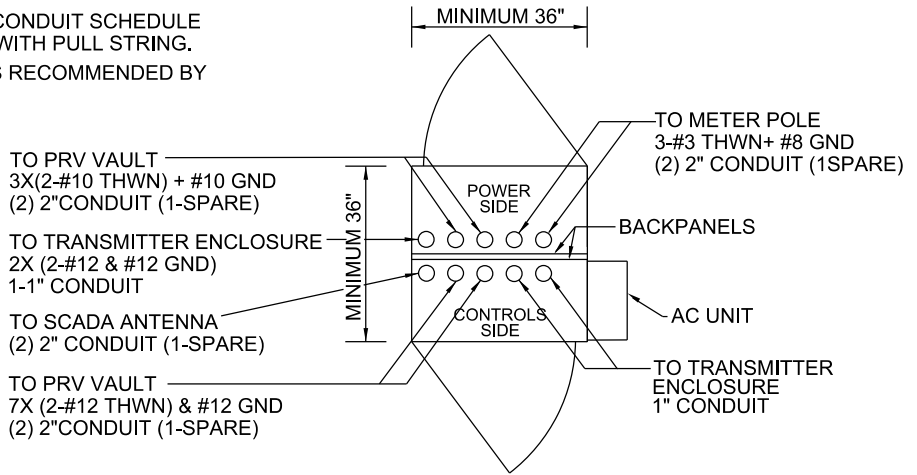 CONDUIT SCHEDULE
WITH PULL STRING.
RECOMMENDED BY
MINIMUM 36"
TO PRV VAULT
3X(2-#10 THWN) + #10 GND
(2) 2"CONDUIT (1-SPARE)
TO TRANSMITTER ENCLOSURE
2X (2-#12 & #12 GND)
1-1" CONDUIT
TO SCADA ANTENNA
(2) 2" CONDUIT (1-SPARE)
TO PRV VAULT
7X (2-#12 THWN) & #12 GND
(2) 2"CONDUIT (1-SPARE)
MINIMUM 36"
POWER
SIDE
CONTROLS
SIDE
TO METER POLE
3-#3 THWN+ #8 GND
(2) 2" CONDUIT (1SPARE)
BACKPANELS
AC UNIT
TO TRANSMITTER
ENCLOSURE
1" CONDUIT